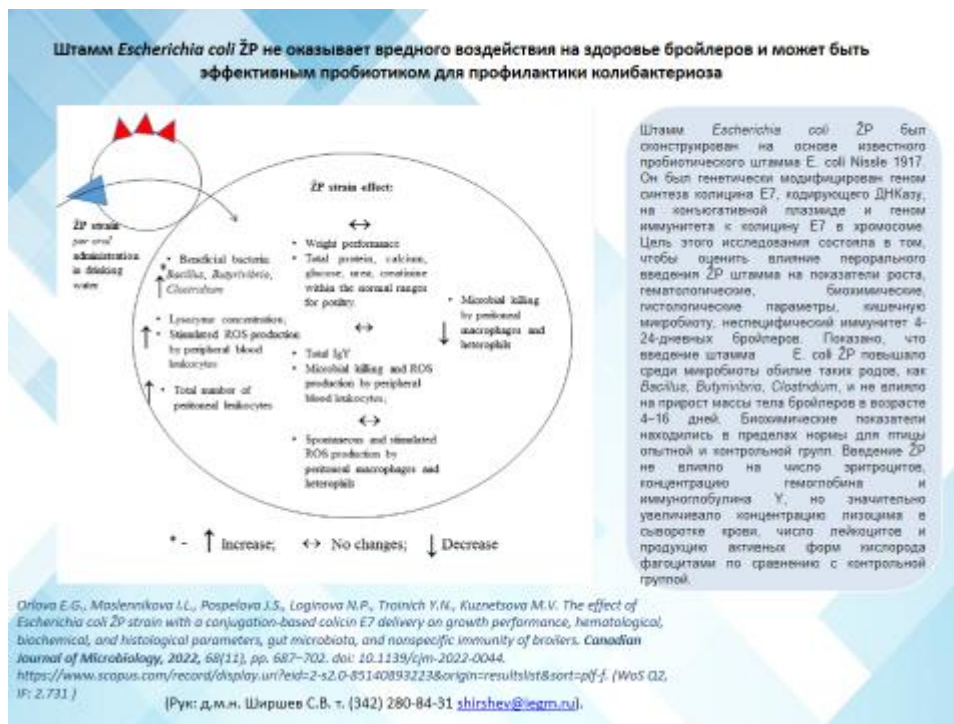 Штамм Escherichia coli ŽP не оказывает вредного воздействия на здоровье бройлеров и может быть
эффективным пробиотиком для профилактики колибактериоза
ŽP strain
per oral
administration
in drinking
water
ŽP strain effect:
↔
• Weight performance
• Total protein, calcium,
glucose, urea, creatinine
within the normal ranges
for poultry.
↔
• Total IgY
• Microbial killing and ROS
production by peripheral
blood leukocytes;
↔
• Spontaneous and stimulated
ROS production by
peritoneal macrophages and
heterophils
• Beneficial bacteria:
* Bacillus, Butyrivibrio,
↑ Clostridium
• Lysozyme concentration;
↑ • Stimulated ROS production
by peripheral blood
leukocytes
↑ • Total number of
peritoneal leukocytes
• Microbial killing
by peritoneal
↓ macrophages and
heterophils
* - ↑ Increase; ↔ No changes; ↓ Decrease
Штамм Escherichia coli ŽP был
сконструирован на основе известного
пробиотического штамма E. coli Nissle 1917.
Он был генетически модифицирован геном
синтеза колицина E7, кодирующего ДНКазу,
на конъюгативной плазмиде и геном
иммунитета к колицину E7 в хромосоме.
Цель этого исследования состояла в том,
чтобы оценить влияние перорального
введения ŽP штамма на показатели роста,
гематологические, биохимические,
гистологические параметры, кишечную
микробиоту, неспецифический иммунитет 4-
24-дневных бройлеров. Показано, что
введение штамма E. coli ŽP повышало
среди микробиоты обилие таких родов, как
Bacillus, Butyrivibrio, Clostridium, и не влияло
на прирост массы тела бройлеров в возрасте
4–16 дней. Биохимические показатели
находились в пределах нормы для птицы
опытной и контрольной групп. Введение ŽP
не влияло на число эритроцитов,
концентрацию гемоглобина и
иммуноглобулина Y, но значительно
увеличивало концентрацию лизоцима в
сыворотке крови, число лейкоцитов и
продукцию активных форм кислорода
фагоцитами по сравнению с контрольной
группой.
Orlova E.G., Maslennikova I.L., Pospelova J.S., Loginova N.P., Troinich Y.N., Kuznetsova M.V. The effect of
Escherichia coli ŽP strain with a conjugation-based colicin E7 delivery on growth performance, hematological,
biochemical, and histological parameters, gut microbiota, and nonspecific immunity of broilers. Canadian
Journal of Microbiology, 2022, 68(11), pp. 687–702. doi: 10.1139/cjm-2022-0044.
https://www.scopus.com/record/display.uri?eid=2-s2.0-85140893223&origin=resultslist&sort=plf-f. (WoS Q2,
IF: 2.731 )
(Рук: д.м.н. Ширшев С.В. т. (342) 280-84-31 shirshev@iegm.ru).